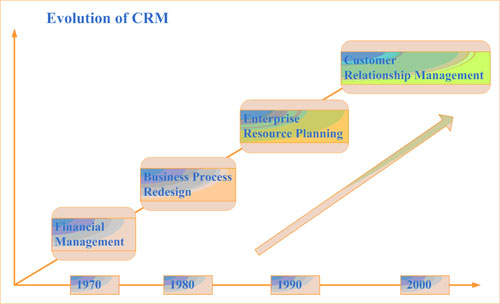 Evolution of CRM
Customer
Relationship Management
Enterprise
Resource Planning
Business Process
Redesign
Financial
Management
1970
1980
1990
2000